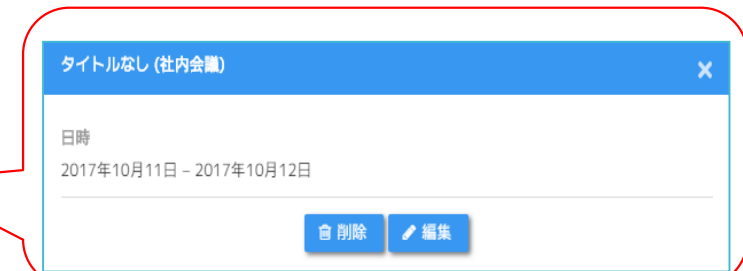 タイトルなし (社内会議)
×
日時
2017年10月11日 – 2017年10月12日
削除 編集